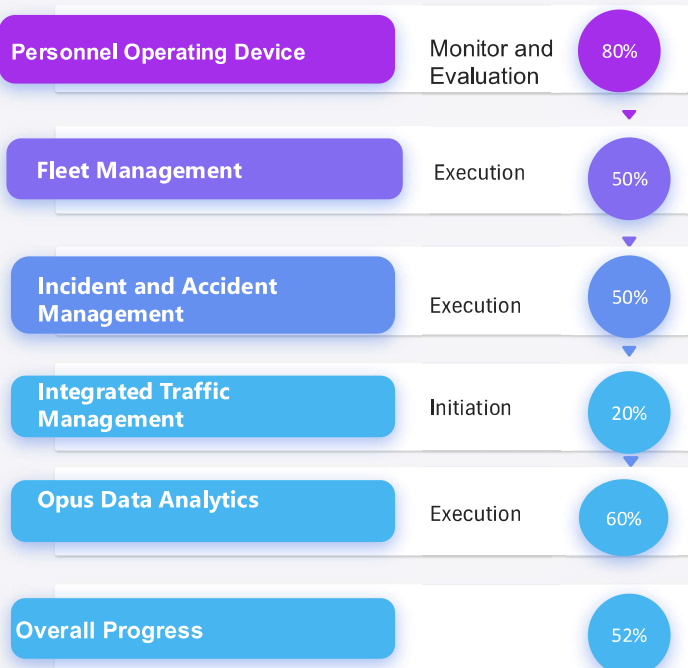 Personnel Operating Device
Monitor and
Evaluation
80%
Fleet Management
Execution
50%
Incident and Accident
Management
Execution
50%
Integrated Traffic
Management
Initiation
20%
Opus Data Analytics
Execution
60%
Overall Progress
52%